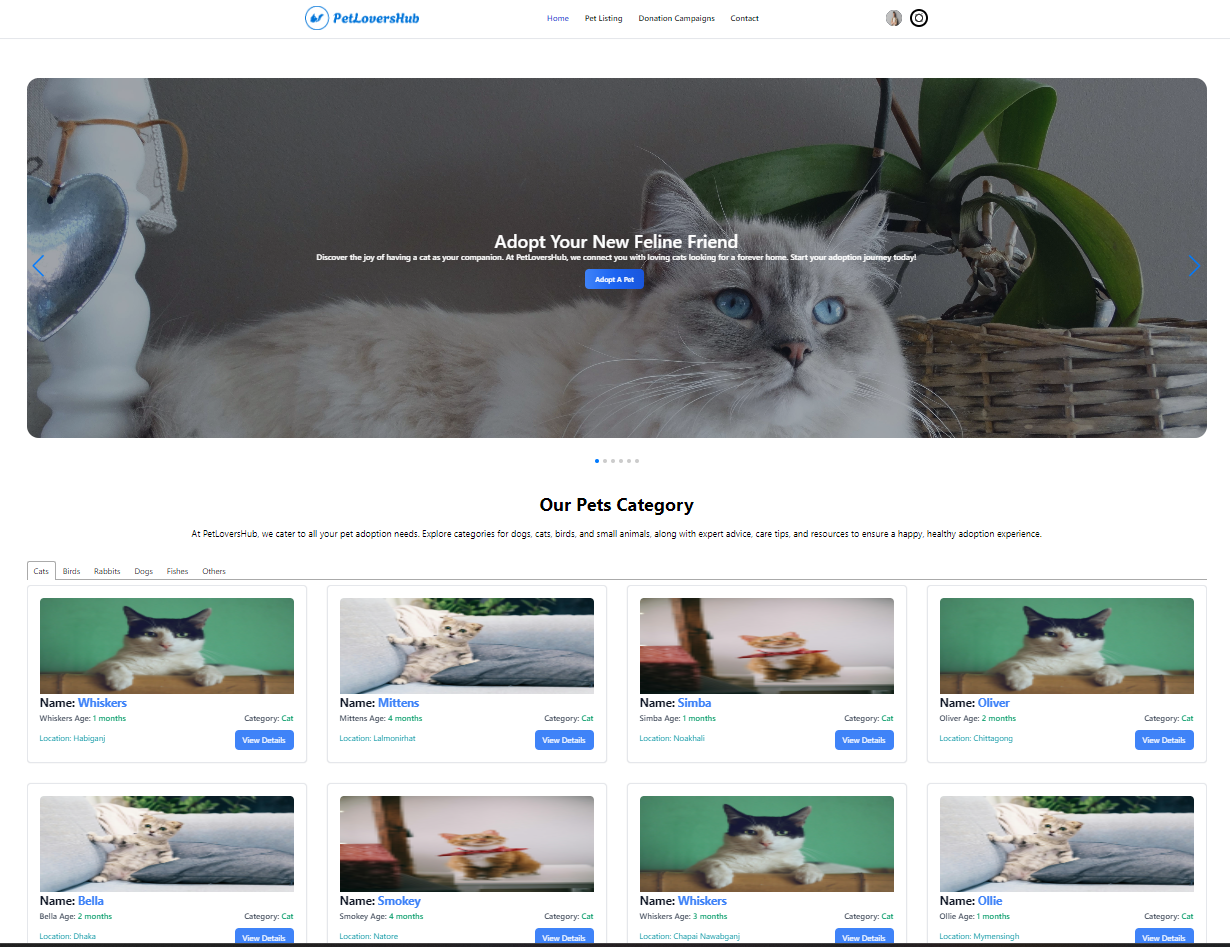 PetLoversHub
Home Pet Listing Donation Campaigns Contact
Adopt Your New Feline Friend
Discover the joy of having a cat as your companion. At PetLoversHub, we connect you with loving cats looking for a forever home. Start your adoption journey today!
Adopt A Pet
Our Pets Category
At PetLoversHub, we cater to all your pet adoption needs. Explore categories for dogs, cats, birds, and small animals, along with expert advice, care tips, and resources to ensure a happy, healthy adoption experience.
Cats Birds Rabbits Dogs Fishes Others
Name: Whiskers
Whiskers Age: 1 months Category: Cat
Location: Habiganj View Details
Name: Mittens
Mittens Age: 4 months Category: Cat
Location: Lalmonirhat View Details
Name: Simba
Simba Age: 1 months Category: Cat
Location: Noakhali View Details
Name: Oliver
Oliver Age: 2 months Category: Cat
Location: Chittagong View Details
Name: Bella
Bella Age: 2 months Category: Cat
Location: Dhaka View Details
Name: Smokey
Smokey Age: 4 months Category: Cat
Location: Natore View Details
Name: Whiskers
Whiskers Age: 3 months Category: Cat
Location: Chapai Nawabganj View Details
Name: Ollie
Ollie Age: 1 months Category: Cat
Location: Mymensingh View Details